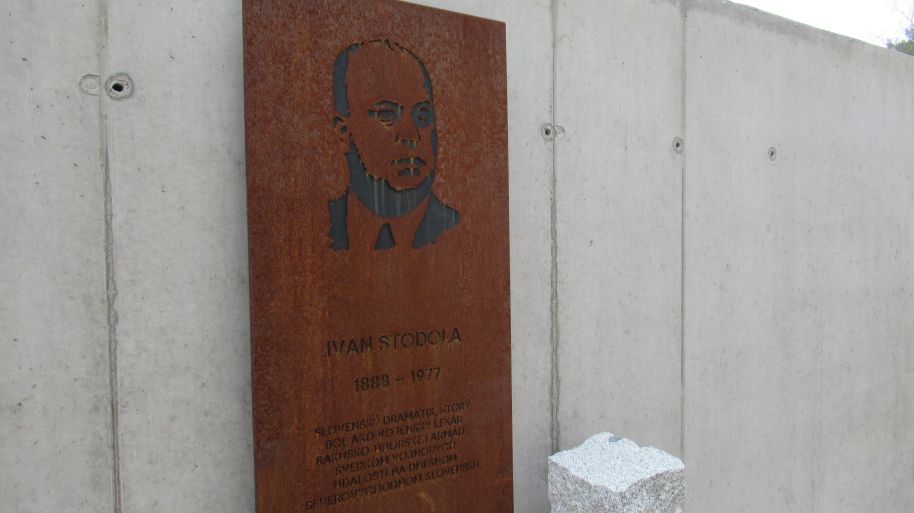 IVAN STODOLA
1888 – 1977
SLOVENSKÝ DRAMATIK, KTORÝ
BOL AKO VOJENSKÝ LEKÁR
RAKÚSKO-UHORSKEJ ARMÁDY
SVEDKOM VOJNOVÝCH
UDALOSTÍ NA DNEŠNOM
SEVEROVÝCHODNOM SLOVENSKU.